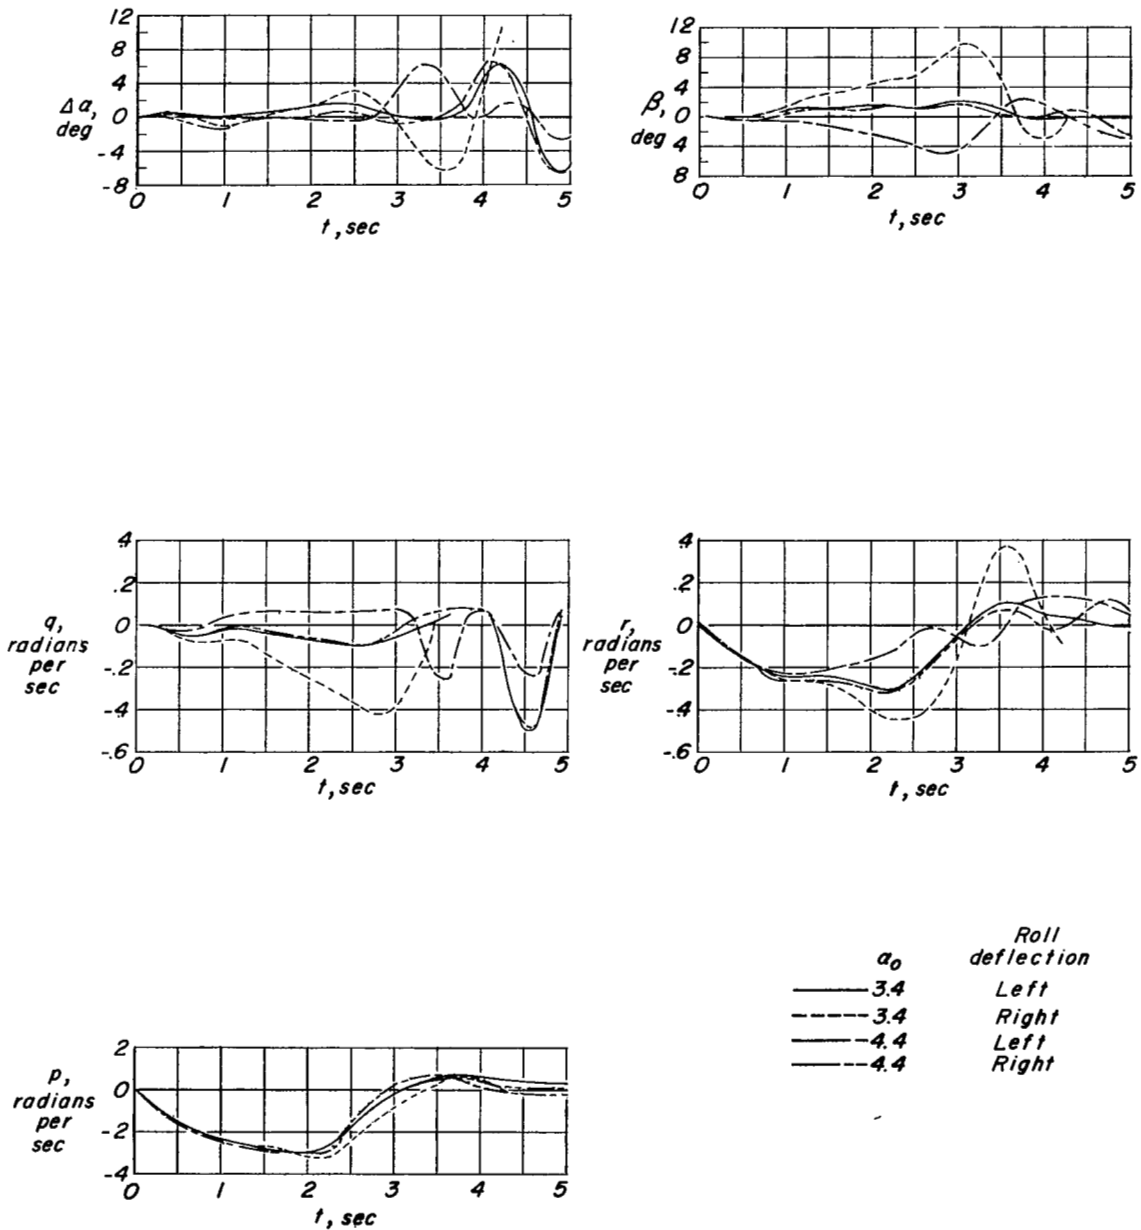 12
8
4
0
-4
-8
Δα,
deg
0 1 2 3 4 5
t, sec
12
8
4
0
4
8
β,
deg
0 1 2 3 4 5
t, sec
.4
.2
0
-.2
-.4
-.6
q,
radians
per
sec
0 1 2 3 4 5
t, sec
.4
.2
0
-.2
-.4
-.6
r,
radians
per
sec
0 1 2 3 4 5
t, sec
2
0
-2
-4
p,
radians
per
sec
0 1 2 3 4 5
t, sec
Roll
α₀ deflection
3.4 Left
3.4 Right
4.4 Left
4.4 Right